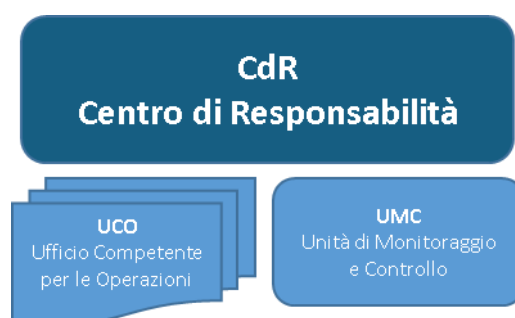 CdR
Centro di Responsabilità
UCO
Ufficio Competente
per le Operazioni
UMC
Unità di Monitoraggio
e Controllo